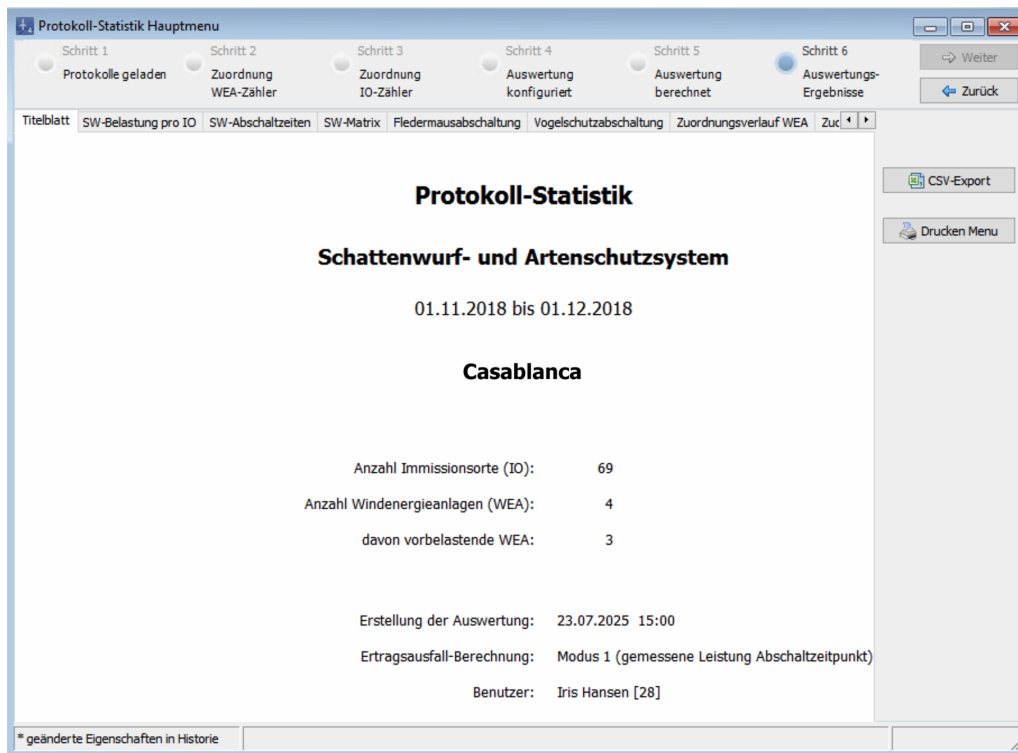 Protokoll-Statistik Hauptmenu
Schritt 1
Protokolle geladen
Schritt 2
Zuordnung
WEA-Zähler
Schritt 3
Zuordnung
IO-Zähler
Schritt 4
Auswertung
konfiguriert
Schritt 5
Auswertung
berechnet
Schritt 6
Auswertungs-
Ergebnisse
Weiter
Zurück
Titelblatt SW-Belastung pro IO SW-Abschaltzeiten SW-Matrix Fledermausabschaltung Vogelschutzabschaltung Zuordnungsverlauf WEA Zuc
CSV-Export
Drucken Menu
Protokoll-Statistik
Schattenwurf- und Artenschutzsystem
01.11.2018 bis 01.12.2018
Casablanca
Anzahl Immissionsorte (IO): 69
Anzahl Windenergieanlagen (WEA): 4
davon vorbelastende WEA: 3
Erstellung der Auswertung: 23.07.2025 15:00
Ertragsausfall-Berechnung: Modus 1 (gemessene Leistung Abschaltzeitpunkt)
Benutzer: Iris Hansen [28]
* geänderte Eigenschaften in Historie